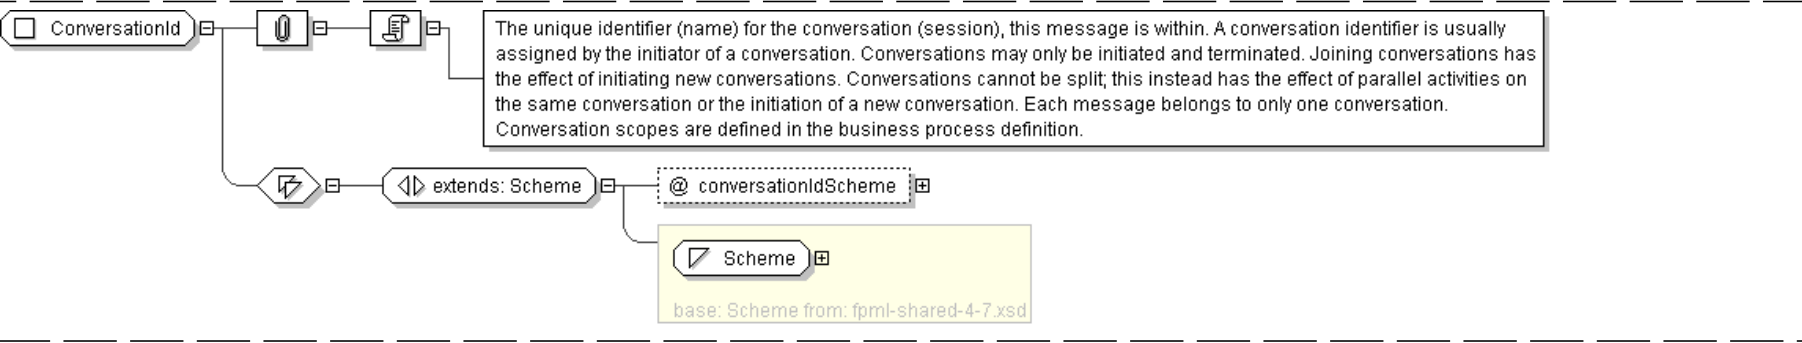 ConversationId
The unique identifier (name) for the conversation (session), this message is within. A conversation identifier is usually
assigned by the initiator of a conversation. Conversations may only be initiated and terminated. Joining conversations has
the effect of initiating new conversations. Conversations cannot be split; this instead has the effect of parallel activities on
the same conversation or the initiation of a new conversation. Each message belongs to only one conversation.
Conversation scopes are defined in the business process definition.
extends: Scheme
@ conversationIdScheme
Scheme
base: Scheme from: fpml-shared-4-7.xsd